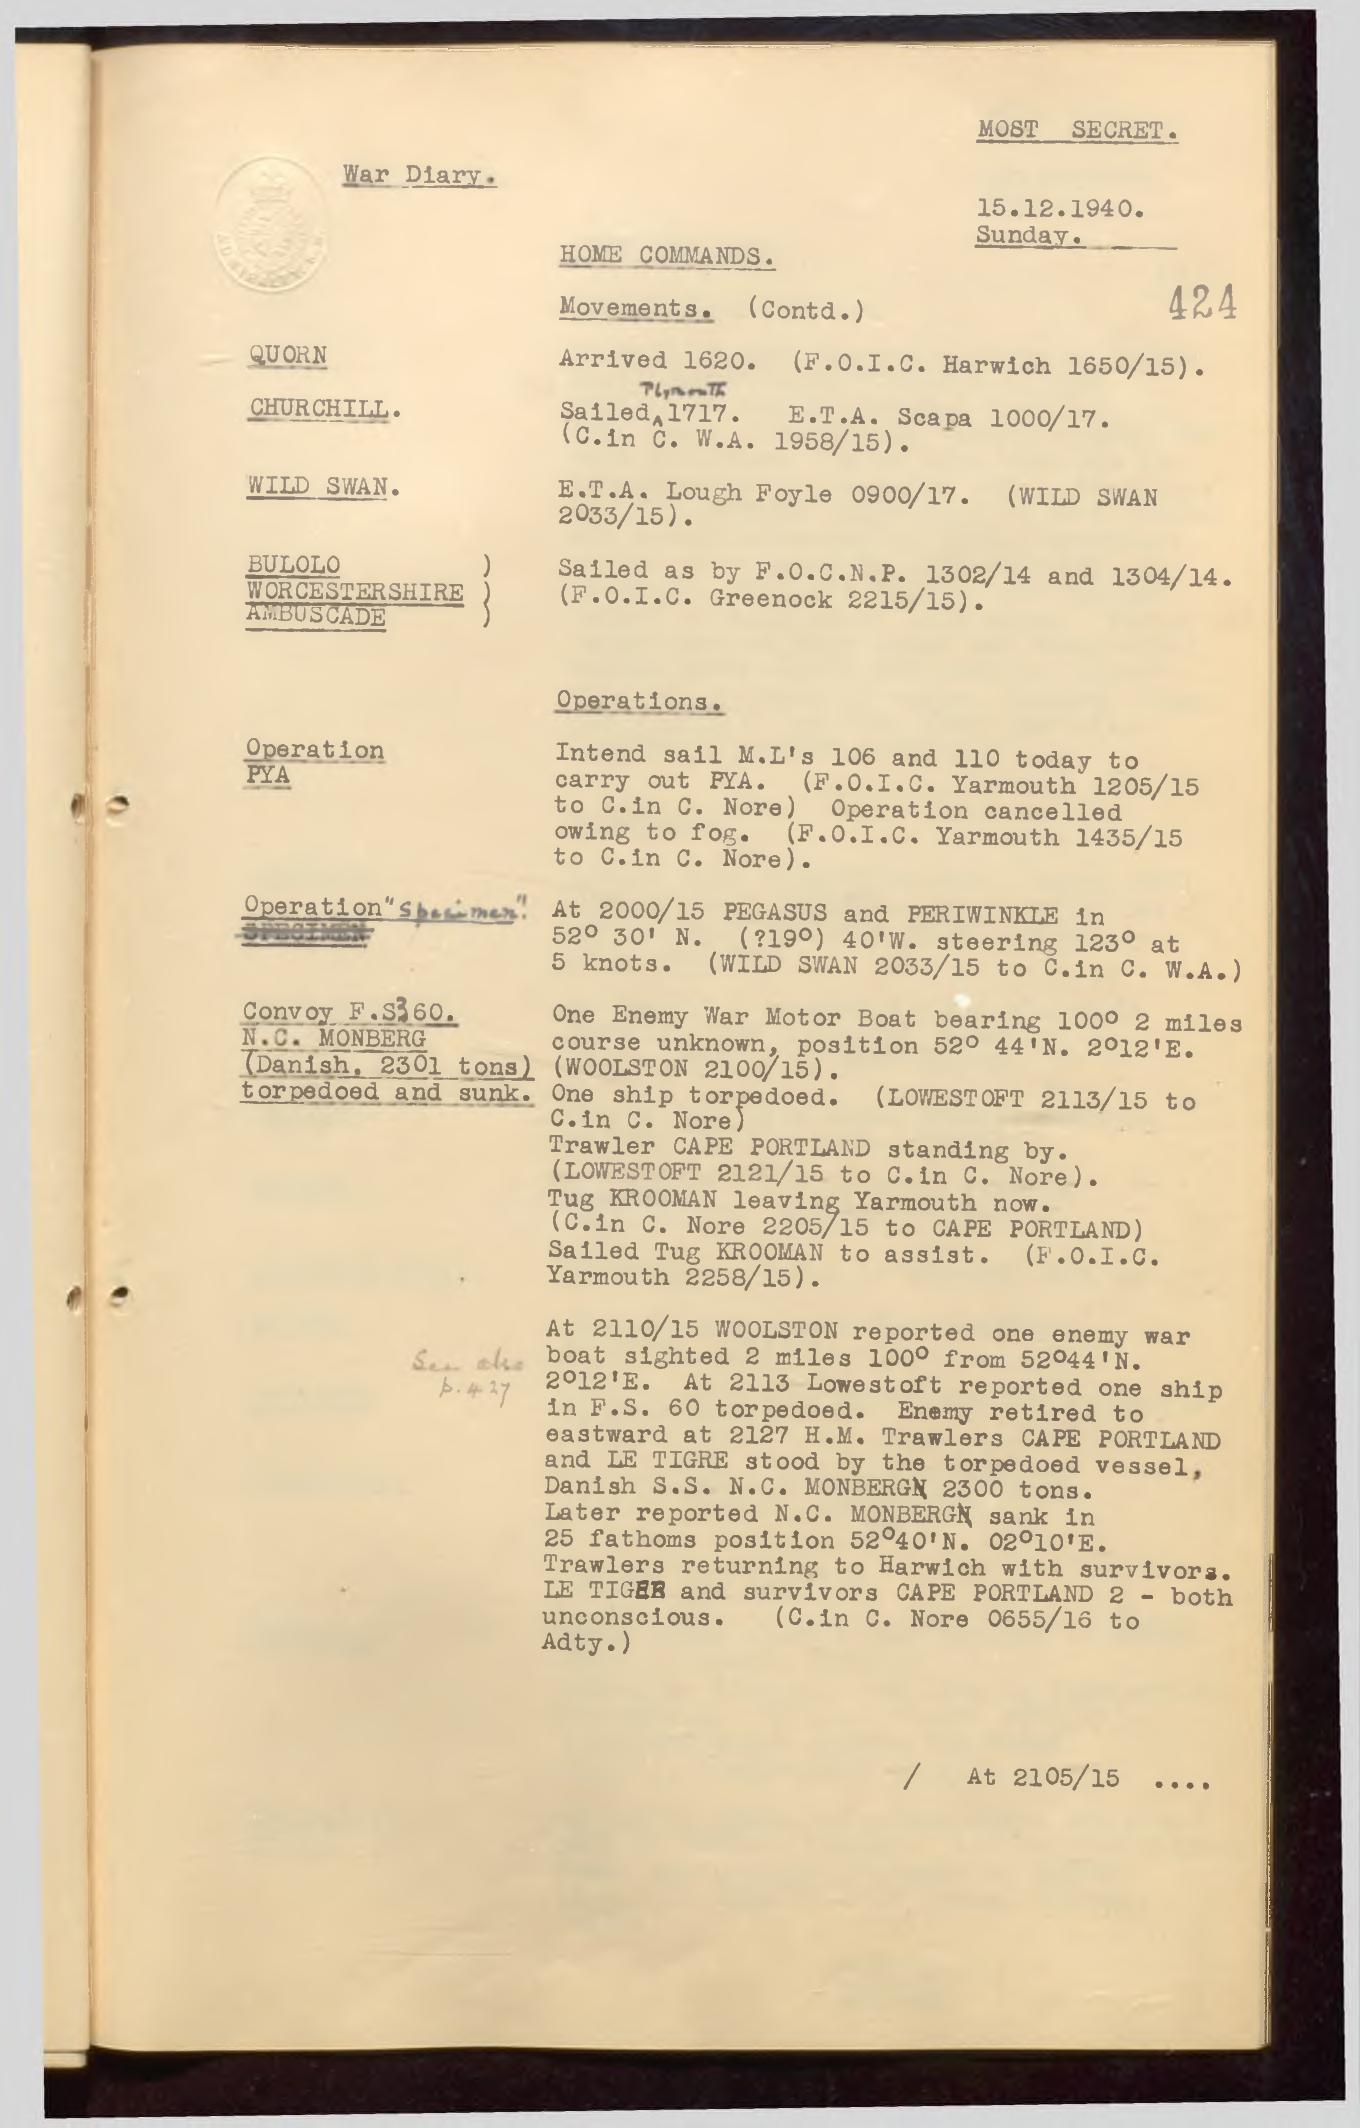 MOST SECRET.
War Diary.
15.12.1940.
Sunday.
HOME COMMANDS.
Movements. (Contd.)
424
QUORN Arrived 1620. (F.O.I.C. Harwich 1650/15).
Plymouth
CHURCHILL. Sailed ʌ 1717. E.T.A. Scapa 1000/17.
(C.in C. W.A. 1958/15).
WILD SWAN. E.T.A. Lough Foyle 0900/17. (WILD SWAN
2033/15).
BULOLO ) Sailed as by F.O.C.N.P. 1302/14 and 1304/14.
WORCESTERSHIRE ) (F.O.I.C. Greenock 2215/15).
AMBUSCADE )
Operations.
Operation Intend sail M.L's 106 and 110 today to
PYA carry out PYA. (F.O.I.C. Yarmouth 1205/15
to C.in C. Nore) Operation cancelled
owing to fog. (F.O.I.C. Yarmouth 1435/15
to C.in C. Nore).
Operation "Specimen". At 2000/15 PEGASUS and PERIWINKLE in
SPECIMEN 52° 30' N. (?19°) 40'W. steering 123° at
5 knots. (WILD SWAN 2033/15 to C.in C. W.A.)
Convoy F.S360. One Enemy War Motor Boat bearing 100° 2 miles
N.C. MONBERG course unknown, position 52° 44'N. 2°12'E.
(Danish, 2301 tons) (WOOLSTON 2100/15).
torpedoed and sunk. One ship torpedoed. (LOWESTOFT 2113/15 to
C.in C. Nore)
Trawler CAPE PORTLAND standing by.
(LOWESTOFT 2121/15 to C.in C. Nore).
Tug KROOMAN leaving Yarmouth now.
(C.in C. Nore 2205/15 to CAPE PORTLAND)
Sailed Tug KROOMAN to assist. (F.O.I.C.
Yarmouth 2258/15).
At 2110/15 WOOLSTON reported one enemy war
See also boat sighted 2 miles 100° from 52°44'N.
p. 427 2°12'E. At 2113 Lowestoft reported one ship
in F.S. 60 torpedoed. Enemy retired to
eastward at 2127 H.M. Trawlers CAPE PORTLAND
and LE TIGRE stood by the torpedoed vessel,
Danish S.S. N.C. MONBERGN 2300 tons.
Later reported N.C. MONBERGN sank in
25 fathoms position 52°40'N. 02°10'E.
Trawlers returning to Harwich with survivors.
LE TIGER and survivors CAPE PORTLAND 2 - both
unconscious. (C.in C. Nore 0655/16 to
Adty.)
/ At 2105/15 ....